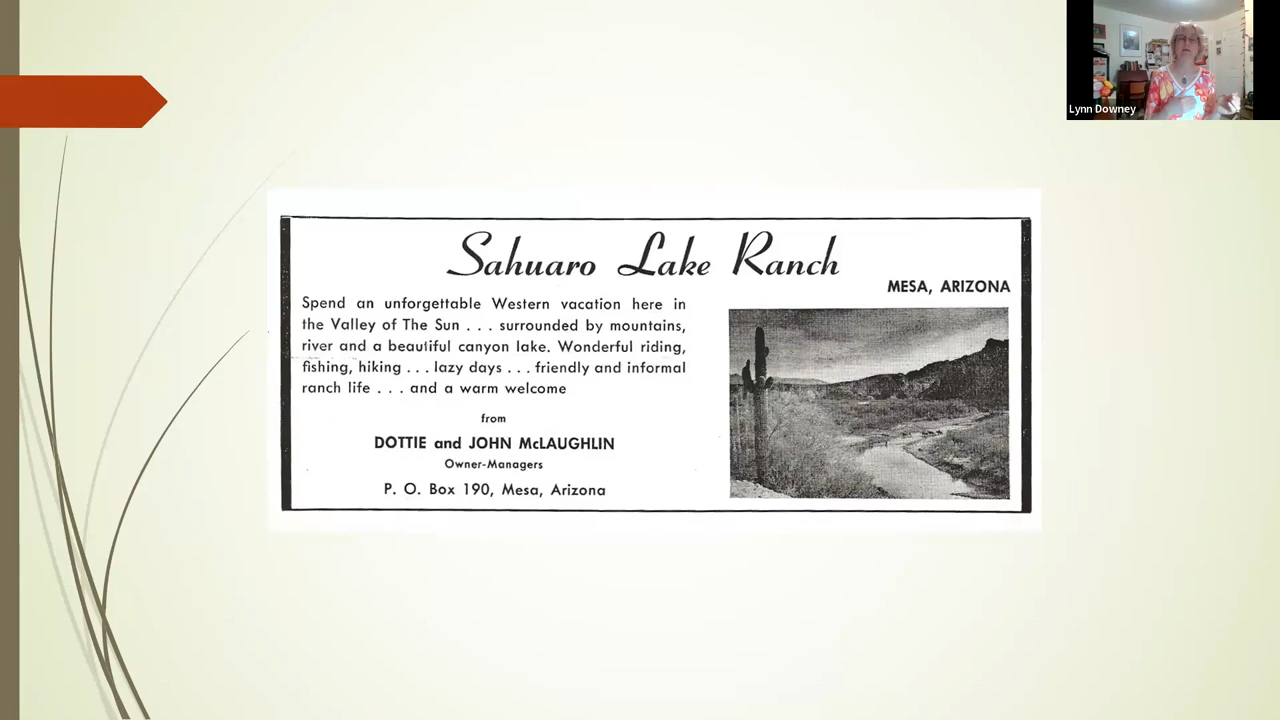 Lynn Downey
Sahuaro Lake Ranch
MESA, ARIZONA
Spend an unforgettable Western vacation here in
the Valley of The Sun . . . surrounded by mountains,
river and a beautiful canyon lake. Wonderful riding,
fishing, hiking . . . lazy days . . . friendly and informal
ranch life . . . and a warm welcome
from
DOTTIE and JOHN McLAUGHLIN
Owner-Managers
P. O. Box 190, Mesa, Arizona